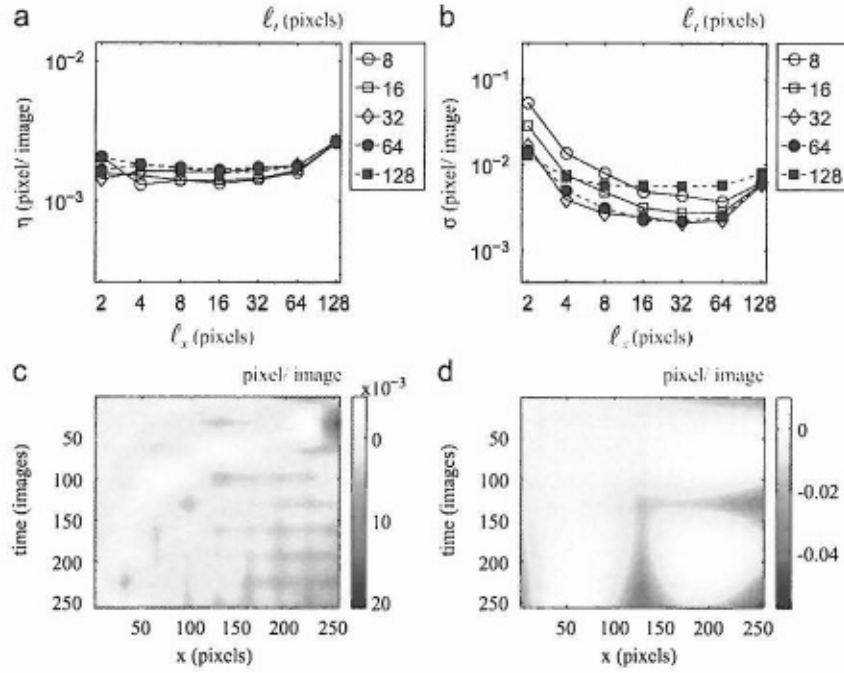 a
ℓt (pixels)
η (pixel/ image)
10-2
10-3
8
16
32
64
128
2 4 8 16 32 64 128
ℓx (pixels)
b
ℓt (pixels)
σ (pixel/ image)
10-1
10-2
10-3
8
16
32
64
128
2 4 8 16 32 64 128
ℓx (pixels)
c
pixel/ image
x10-3
time (images)
50
100
150
200
250
0
10
20
50 100 150 200 250
x (pixels)
d
pixel/ image
time (images)
50
100
150
200
250
0
-0.02
-0.04
50 100 150 200 250
x (pixels)